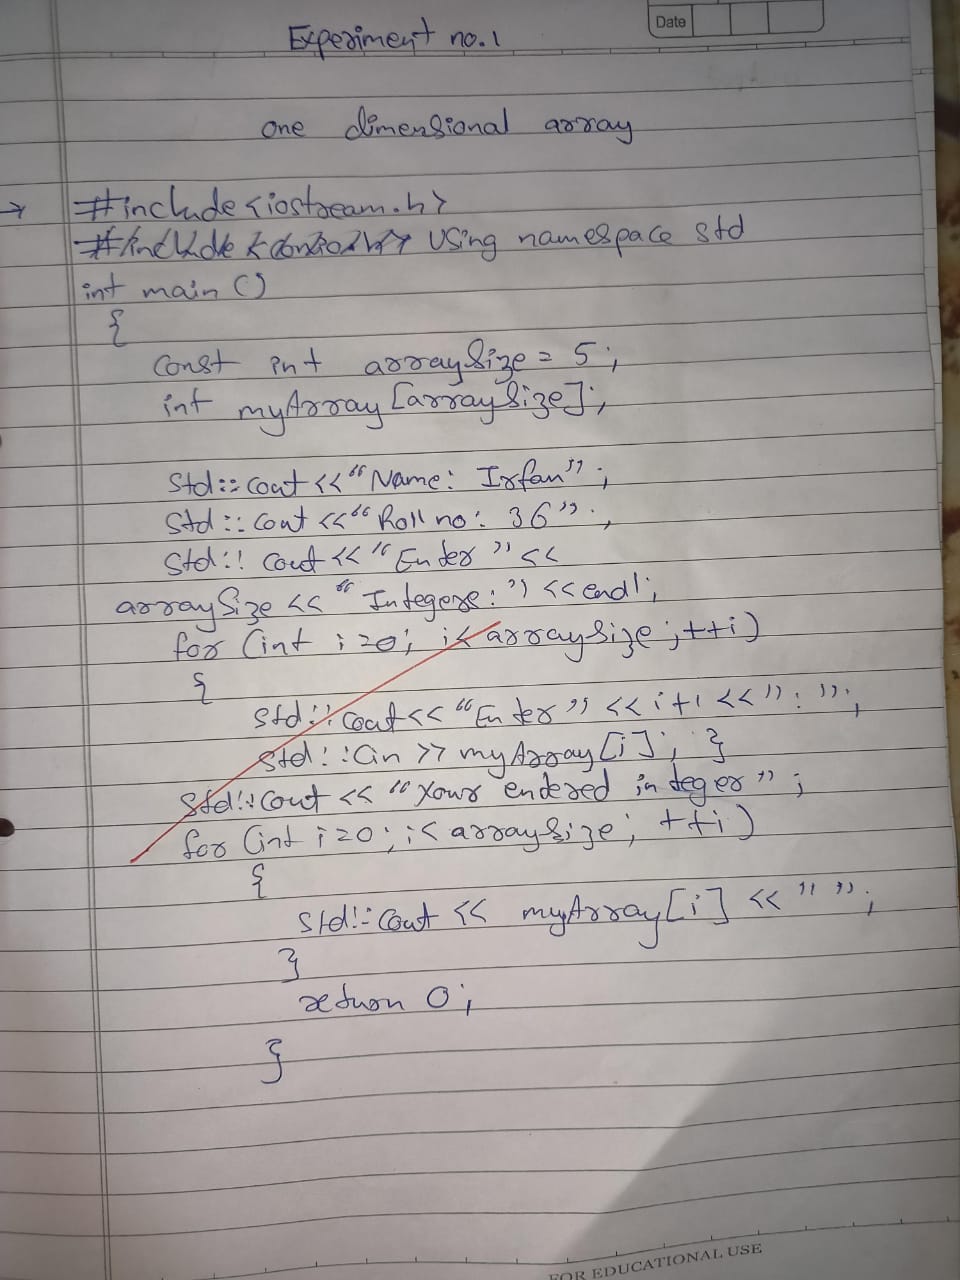 Date
Experiment no.1
one dimensional array
→ #include <iostream.h>
#include <conio.h> Using namespace std
int main ()
{
Const int arraySize = 5;
int myArray [arraySize];
Std::cout <<"Name: Irfan";
Std::cout <<"Roll no: 36";
Std::cout << "Enter" <<
arraySize << "Integers:" << endl;
for (int i=0; i< arraySize; ++i)
{
Std::cout << "Enter" << i+1 << ":";
Std::Cin >> myArray [i]; }
Std::Cout << "Your entered integer";
for (int i=0; i< arraySize; ++i)
{
Std::Cout << myArray[i] << " ";
}
return 0;
}
FOR EDUCATIONAL USE